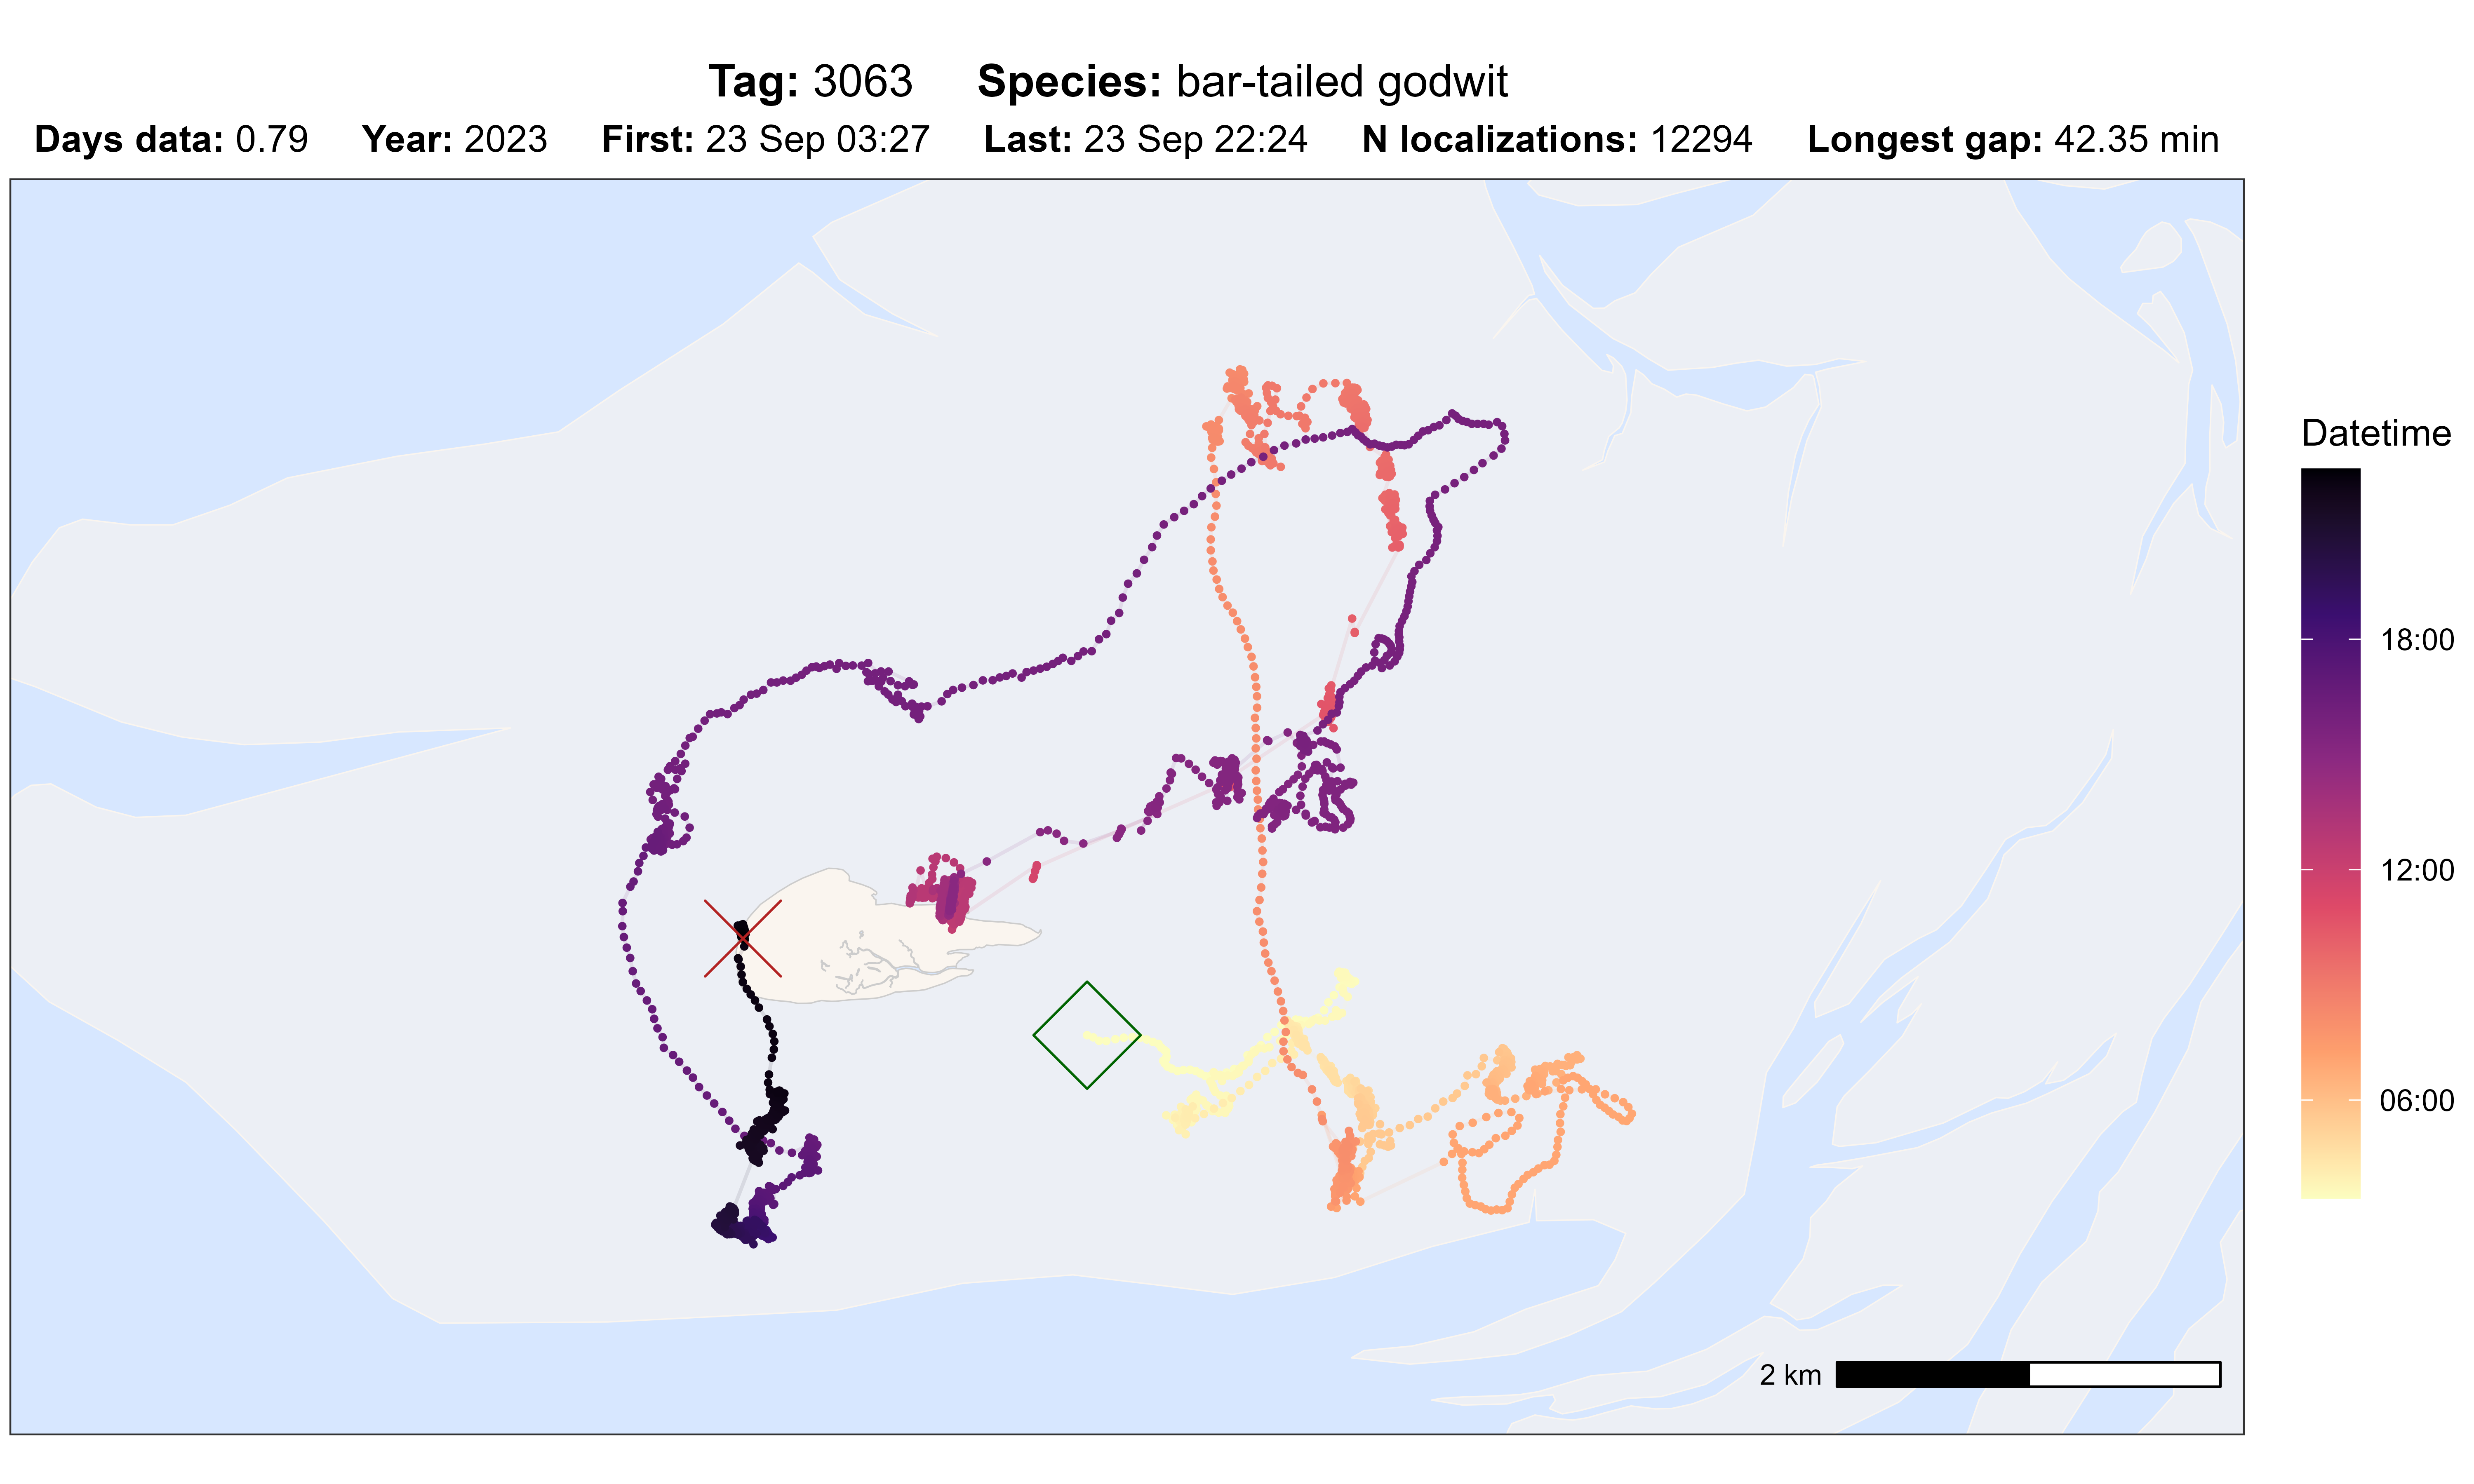 Tag: 3063 Species: bar-tailed godwit
Days data: 0.79 Year: 2023 First: 23 Sep 03:27 Last: 23 Sep 22:24 N localizations: 12294 Longest gap: 42.35 min
Datetime
18:00
12:00
06:00
2 km